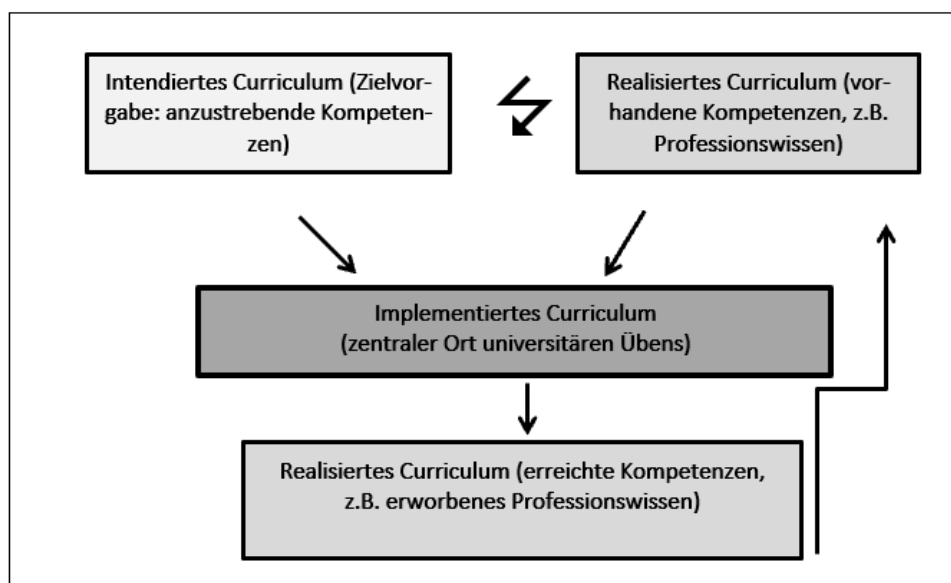 Intendiertes Curriculum (Zielvor-
gabe: anzustrebende Kompeten-
zen)
Realisiertes Curriculum (vor-
handene Kompetenzen, z.B.
Professionswissen)
Implementiertes Curriculum
(zentraler Ort universitären Übens)
Realisiertes Curriculum (erreichte Kompetenzen,
z.B. erworbenes Professionswissen)